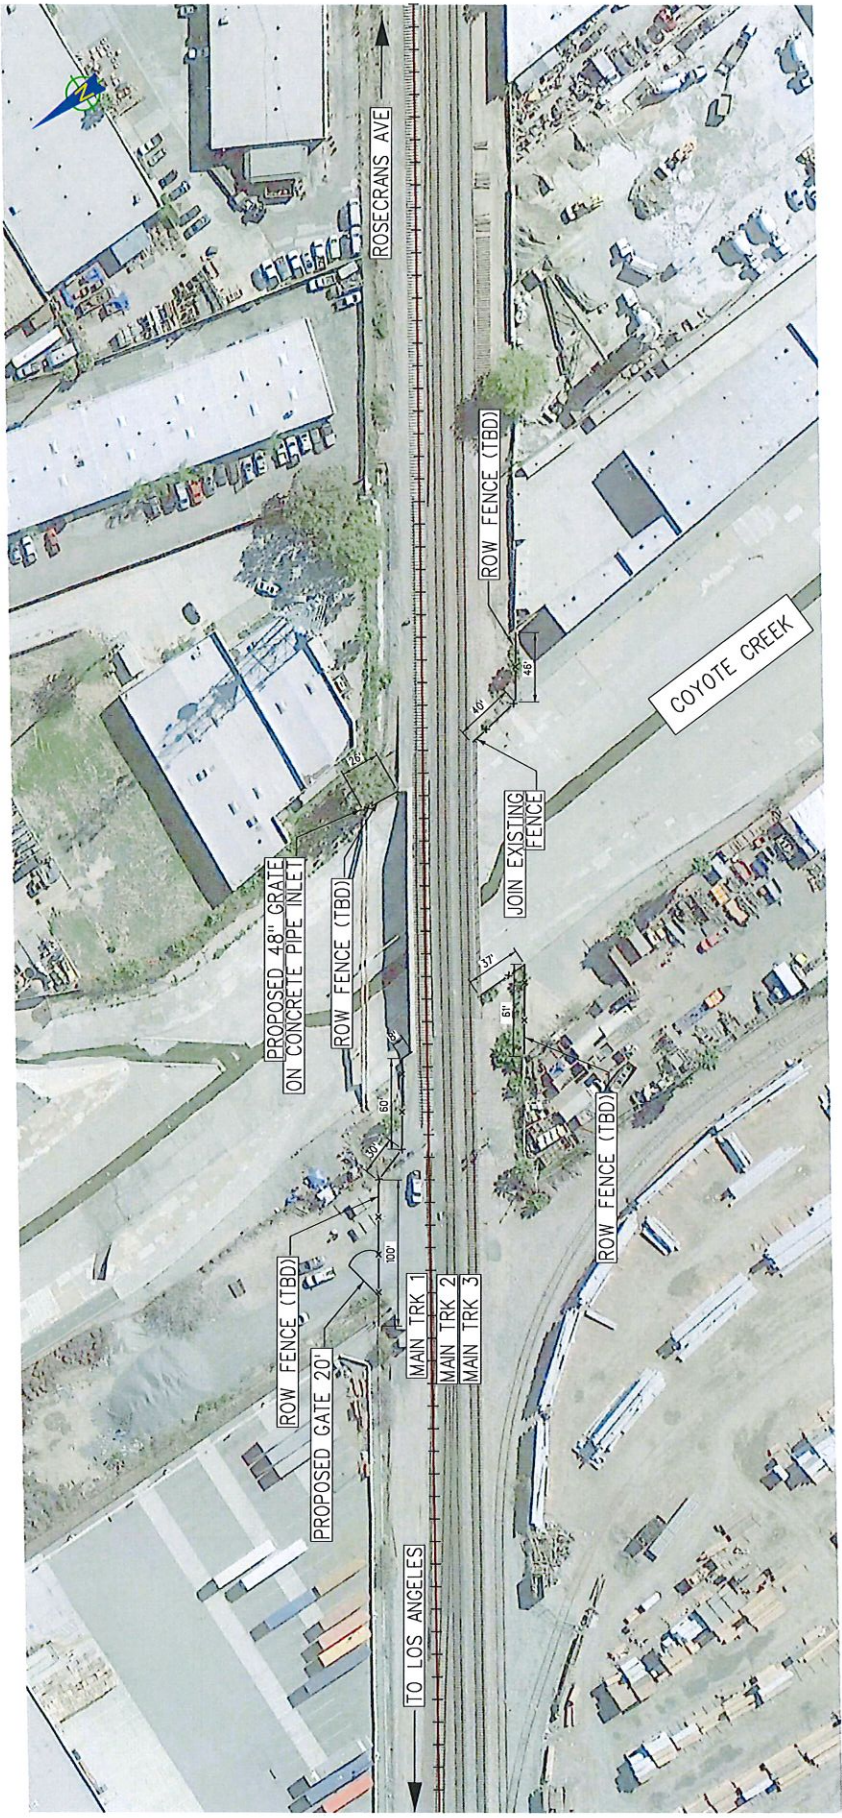 N
ROSECRANS AVE
ROW FENCE (TBD)
46'
40'
COYOTE CREEK
26'
JOIN EXISTING
FENCE
PROPOSED 48" GRATE
ON CONCRETE PIPE INLET
ROW FENCE (TBD)
37'
61'
60'
30'
ROW FENCE (TBD)
100'
ROW FENCE (TBD)
PROPOSED GATE 20'
MAIN TRK 1
MAIN TRK 2
MAIN TRK 3
TO LOS ANGELES